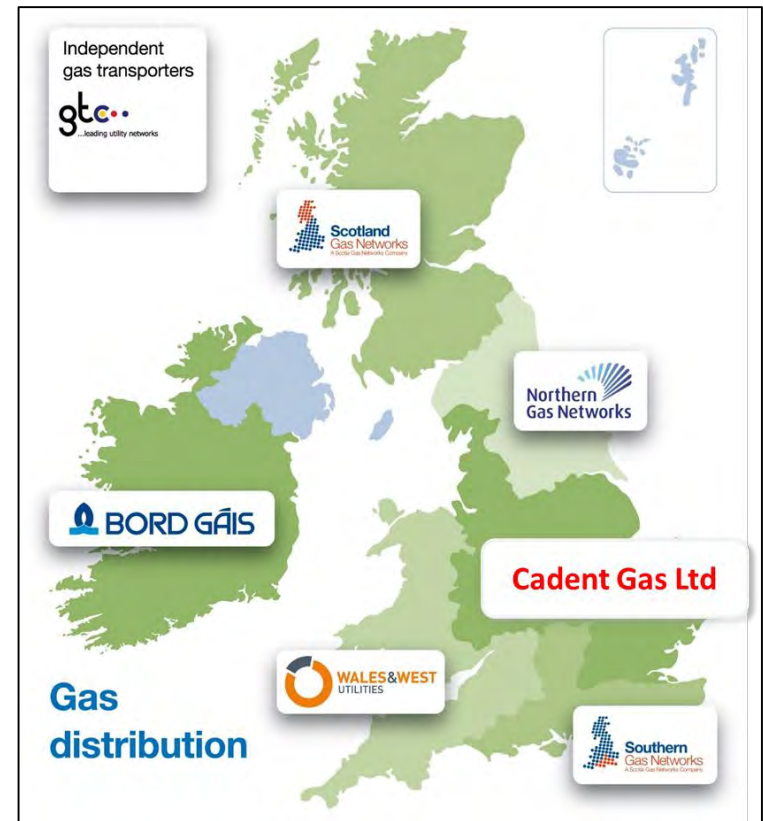 Independent
gas transporters
gtc
...leading utility networks
Scotland
Gas Networks
A Scotia Gas Networks Company
Northern
Gas Networks
BORD GÁIS
Cadent Gas Ltd
WALES&WEST
UTILITIES
Gas
distribution
Southern
Gas Networks
A Scotia Gas Networks Company